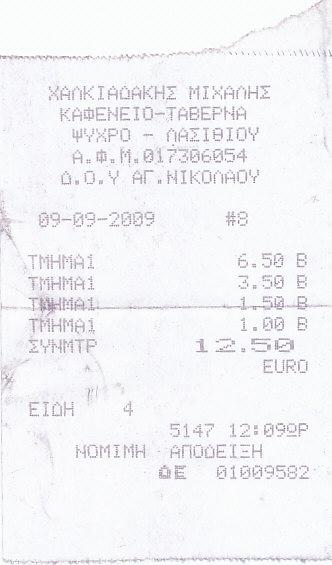 ΧΑΛΚΙΑΔΑΚΗΣ ΜΙΧΑΛΗΣ
ΚΑΦΕΝΕΙΟ-ΤΑΒΕΡΝΑ
ΨΥΧΡΟ - ΛΑΣΙΘΙΟΥ
Α.Φ.Μ.017306054
Δ.Ο.Υ ΑΓ.ΝΙΚΟΛΑΟΥ
09-09-2009 #8
ΤΜΗΜΑ1 6.50 Β
ΤΜΗΜΑ1 3.50 Β
ΤΜΗΜΑ1 1.50 Β
ΤΜΗΜΑ1 1.00 Β
ΣΥΝΜΤΡ 12.50
EURO
ΕΙΔΗ 4
5147 12:09ΩΡ
ΝΟΜΙΜΗ ΑΠΟΔΕΙΞΗ
ΔΕ 01009582